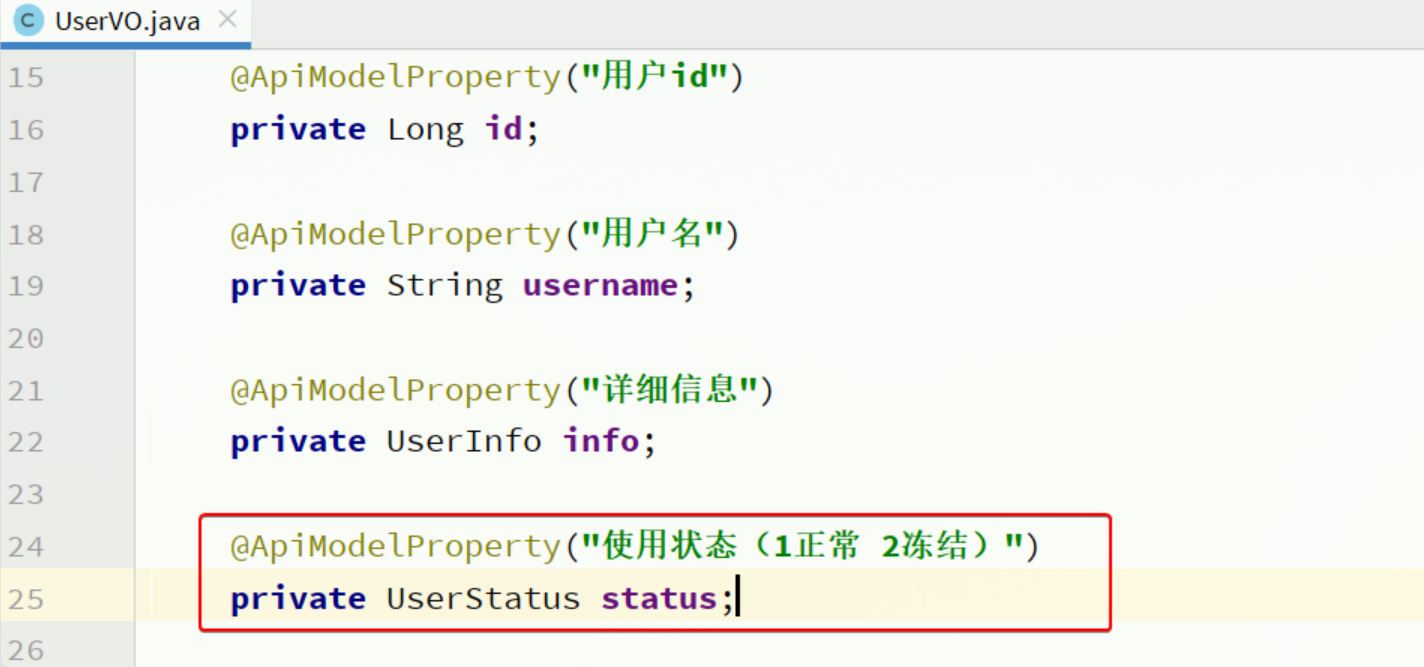 UserVO.java
15 @ApiModelProperty("用户id")
16 private Long id;
17
18 @ApiModelProperty("用户名")
19 private String username;
20
21 @ApiModelProperty("详细信息")
22 private UserInfo info;
23
24 @ApiModelProperty("使用状态（1正常 2冻结）")
25 private UserStatus status;
26